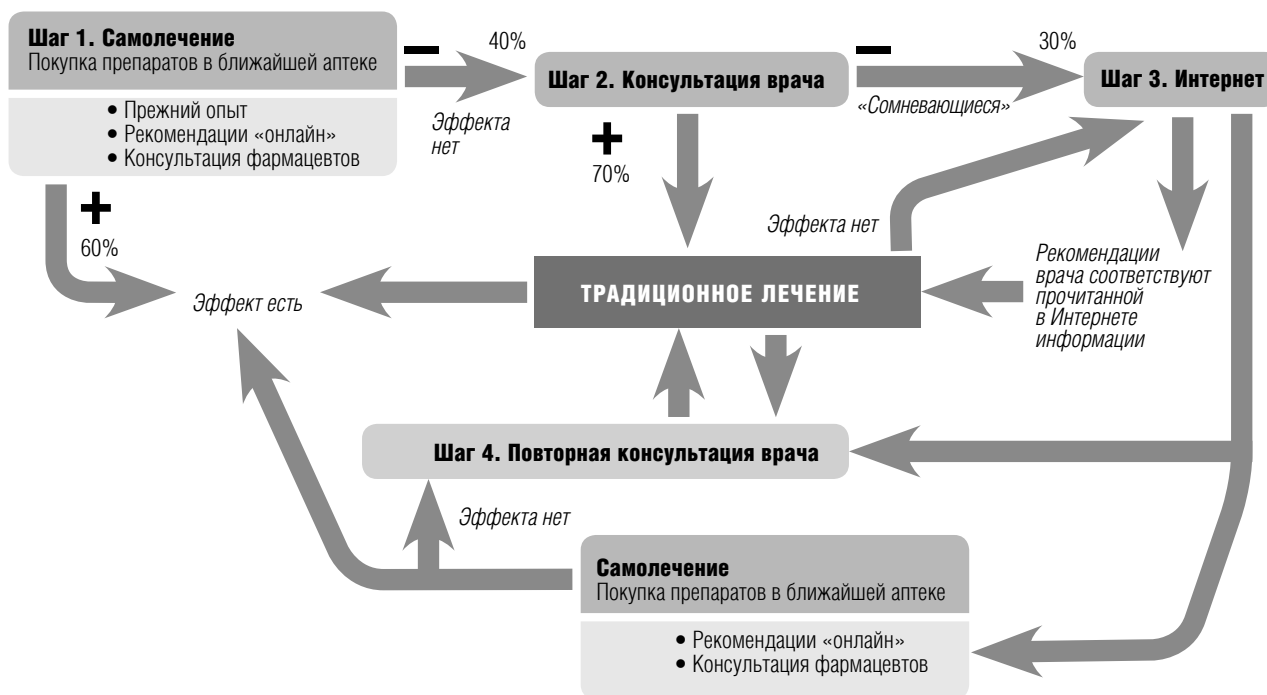 Шаг 1. Самолечение
Покупка препаратов в ближайшей аптеке
• Прежний опыт
• Рекомендации «онлайн»
• Консультация фармацевтов
−
40%
Эффекта
нет
Шаг 2. Консультация врача
−
30%
«Сомневающиеся»
Шаг 3. Интернет
+
60%
+
70%
Эффекта нет
Эффект есть
ТРАДИЦИОННОЕ ЛЕЧЕНИЕ
Рекомендации
врача соответствуют
прочитанной
в Интернете
информации
Шаг 4. Повторная консультация врача
Эффекта нет
Самолечение
Покупка препаратов в ближайшей аптеке
• Рекомендации «онлайн»
• Консультация фармацевтов